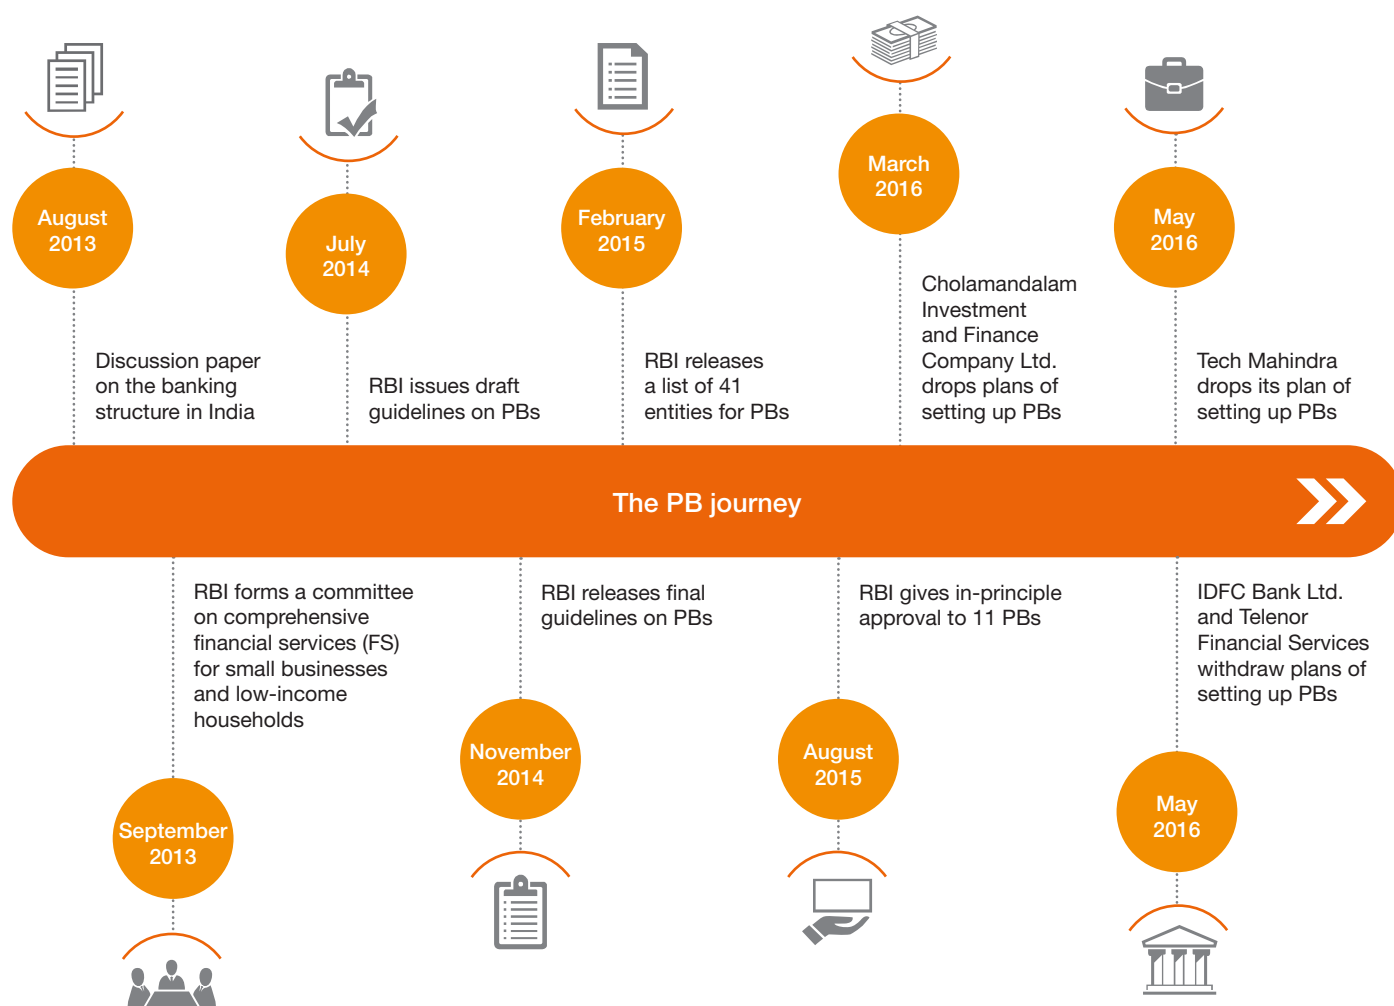 August
2013
Discussion paper
on the banking
structure in India
July
2014
RBI issues draft
guidelines on PBs
February
2015
RBI releases
a list of 41
entities for PBs
March
2016
Cholamandalam
Investment
and Finance
Company Ltd.
drops plans of
setting up PBs
May
2016
Tech Mahindra
drops its plan of
setting up PBs
The PB journey
RBI forms a committee
on comprehensive
financial services (FS)
for small businesses
and low-income
households
September
2013
RBI releases final
guidelines on PBs
November
2014
RBI gives in-principle
approval to 11 PBs
August
2015
IDFC Bank Ltd.
and Telenor
Financial Services
withdraw plans of
setting up PBs
May
2016